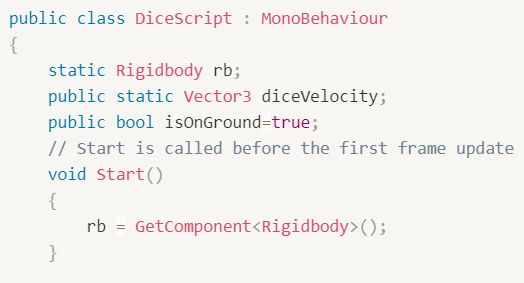 public class DiceScript : MonoBehaviour
{
    static Rigidbody rb;
    public static Vector3 diceVelocity;
    public bool isOnGround=true;
    // Start is called before the first frame update
    void Start()
    {
        rb = GetComponent<Rigidbody>();
    }